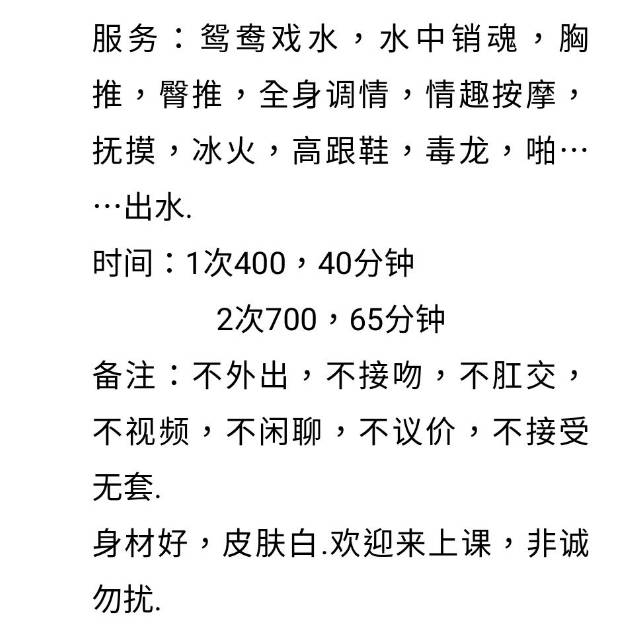 服务：鸳鸯戏水，水中销魂，胸
推，臀推，全身调情，情趣按摩，
抚摸，冰火，高跟鞋，毒龙，啪…
…出水.
时间：1次400，40分钟
2次700，65分钟
备注：不外出，不接吻，不肛交，
不视频，不闲聊，不议价，不接受
无套.
身材好，皮肤白.欢迎来上课，非诚
勿扰.